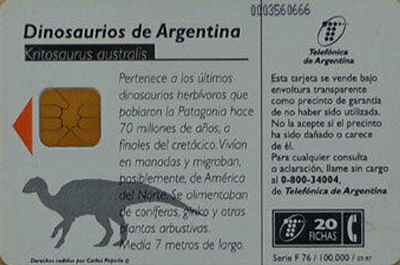 0003560666
Dinosaurios de Argentina
Kritosaurus australis
Pertenece a los últimos
dinosaurios herbívoros que
poblaron la Patagonia hace
70 millones de años, a
finales del cretácico. Vivían
en manadas y migraban,
posiblemente, de América
del Norte. Se alimentaban
de coníferas, ginko y otras
plantas arbustivas.
Medía 7 metros de largo.
Derechos cedidos por Carlos Papolio ©
Telefónica
de Argentina
Esta tarjeta se vende bajo
envoltura transparente
como precinto de garantía
de no haber sido utilizada.
No la acepte si el precinto
ha sido dañado o carece
de él.
Para cualquier consulta
o aclaración, llame sin cargo
al 0-800-34004,
de Telefónica de Argentina
20
FICHAS
Serie F 76 / 100.000 / 03-97